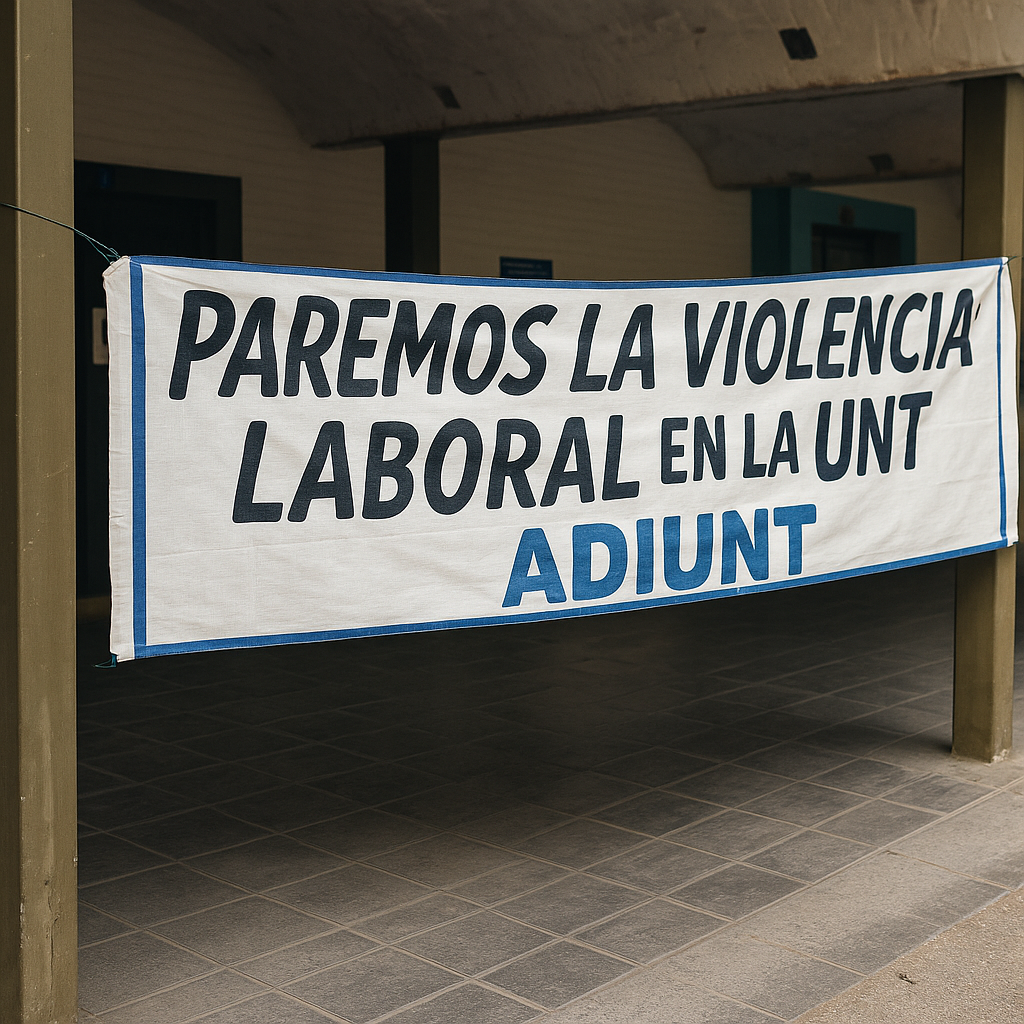 PAREMOS LA VIOLENCIA
LABORAL EN LA UNT
ADIUNT